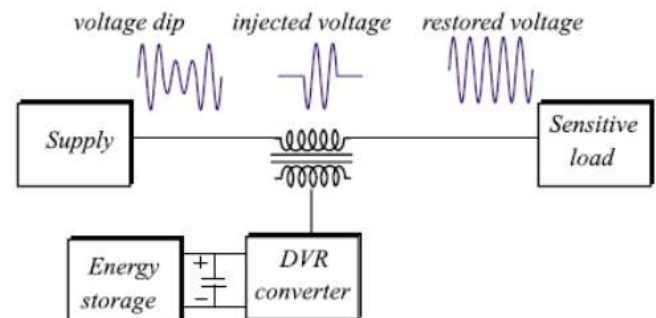 voltage dip
injected voltage
restored voltage
Supply
Sensitive
load
Energy
storage
+
−
DVR
converter